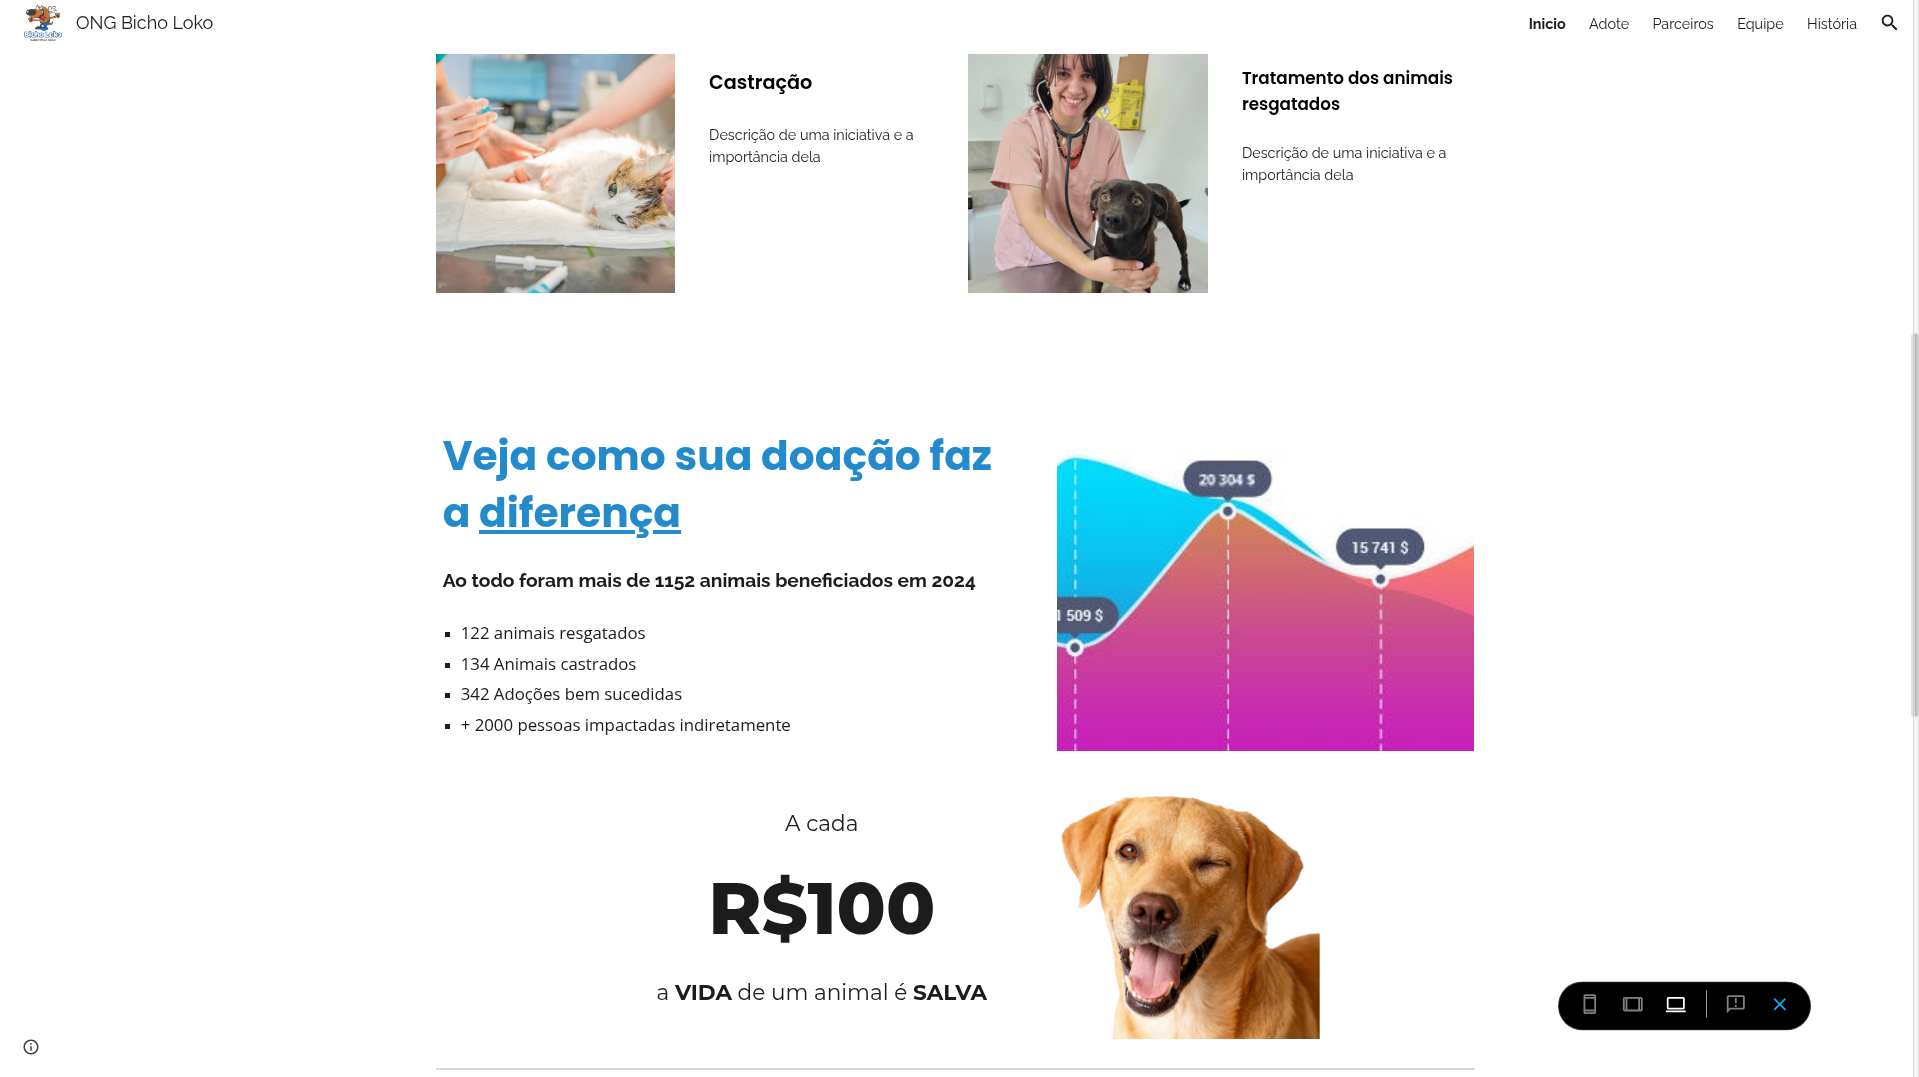 ONG Bicho Loko
Inicio Adote Parceiros Equipe História
Castração
Descrição de uma iniciativa e a
importância dela
Tratamento dos animais
resgatados
Descrição de uma iniciativa e a
importância dela
Veja como sua doação faz
a diferença
Ao todo foram mais de 1152 animais beneficiados em 2024
122 animais resgatados
134 Animais castrados
342 Adoções bem sucedidas
+ 2000 pessoas impactadas indiretamente
20 304 $
15 741 $
1 509 $
A cada
R$100
a VIDA de um animal é SALVA